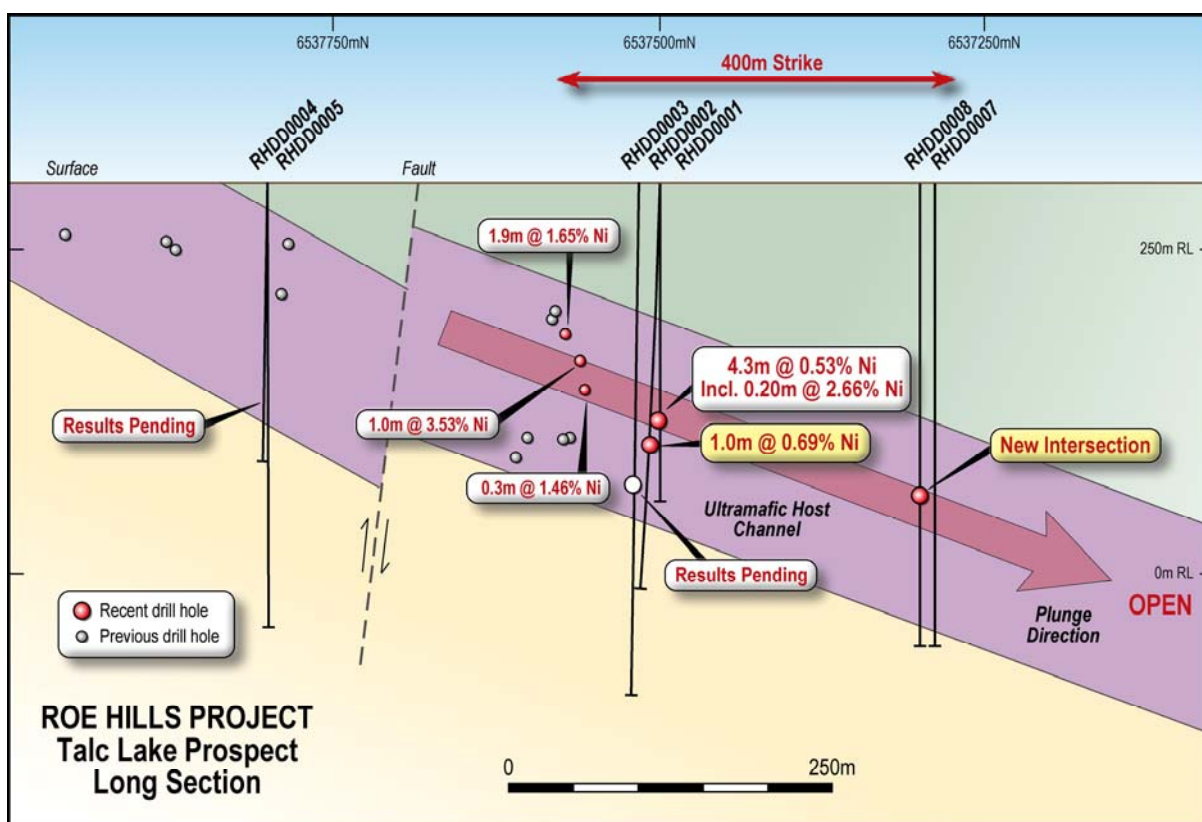 6537750mN
6537500mN
6537250mN
400m Strike
RHDD0004
RHDD0005
RHDD0003
RHDD0002
RHDD0001
RHDD0008
RHDD0007
Surface
Fault
1.9m @ 1.65% Ni
250m RL
4.3m @ 0.53% Ni
Incl. 0.20m @ 2.66% Ni
Results Pending
1.0m @ 3.53% Ni
1.0m @ 0.69% Ni
New Intersection
0.3m @ 1.46% Ni
Ultramafic Host
Channel
Results Pending
0m RL
OPEN
Plunge
Direction
Recent drill hole
Previous drill hole
ROE HILLS PROJECT
Talc Lake Prospect
Long Section
0
250m